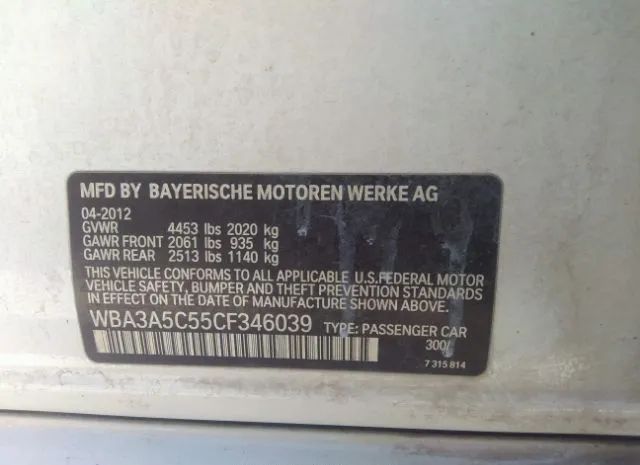 MFD BY BAYERISCHE MOTOREN WERKE AG
04-2012
GVWR 4453 lbs 2020 kg
GAWR FRONT 2061 lbs 935 kg
GAWR REAR 2513 lbs 1140 kg
THIS VEHICLE CONFORMS TO ALL APPLICABLE U.S.FEDERAL MOTOR
VEHICLE SAFETY, BUMPER AND THEFT PREVENTION STANDARDS
IN EFFECT ON THE DATE OF MANUFACTURE SHOWN ABOVE.
WBA3A5C55CF346039 TYPE: PASSENGER CAR
300/
7 315 814